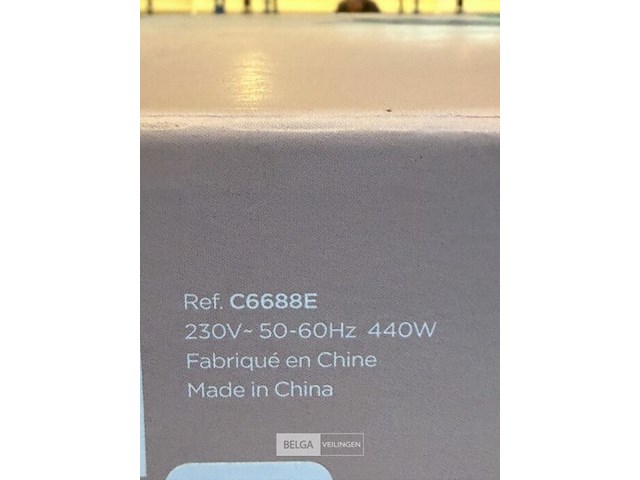 Ref. C6688E
230V~ 50-60Hz 440W
Fabriqué en Chine
Made in China
BELGA VEILINGEN